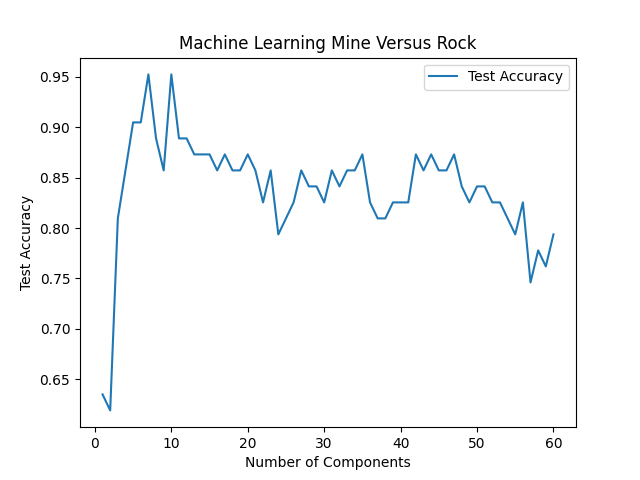 Machine Learning Mine Versus Rock
Test Accuracy
0.95
0.90
0.85
0.80
0.75
0.70
0.65
Test Accuracy
0 10 20 30 40 50 60
Number of Components